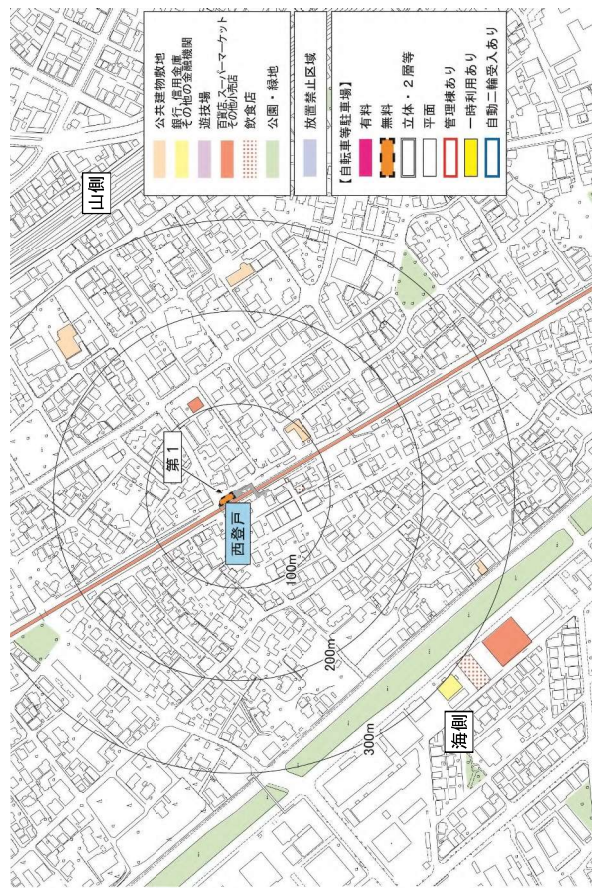 山側
公共建物敷地
銀行、信用金庫
その他の金融機関
遊技場
百貨店、スーパーマーケット
その他小売店
飲食店
公園・緑地
放置禁止区域
【自転車等駐車場】
有料
無料
立体・2層等
平面
管理棟あり
一時利用あり
自動二輪受入あり
第1
西登戸
100m
200m
300m
海側